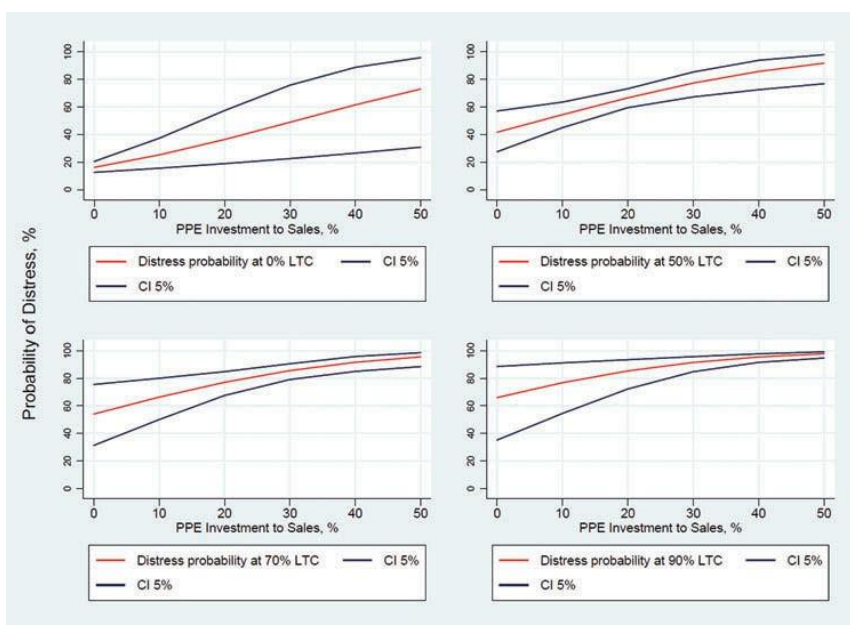 Probability of Distress, %
100
80
60
40
20
0
0 10 20 30 40 50
PPE Investment to Sales, %
Distress probability at 0% LTC CI 5%
CI 5%
100
80
60
40
20
0
0 10 20 30 40 50
PPE Investment to Sales, %
Distress probability at 50% LTC CI 5%
CI 5%
100
80
60
40
20
0
0 10 20 30 40 50
PPE Investment to Sales, %
Distress probability at 70% LTC CI 5%
CI 5%
100
80
60
40
20
0
0 10 20 30 40 50
PPE Investment to Sales, %
Distress probability at 90% LTC CI 5%
CI 5%